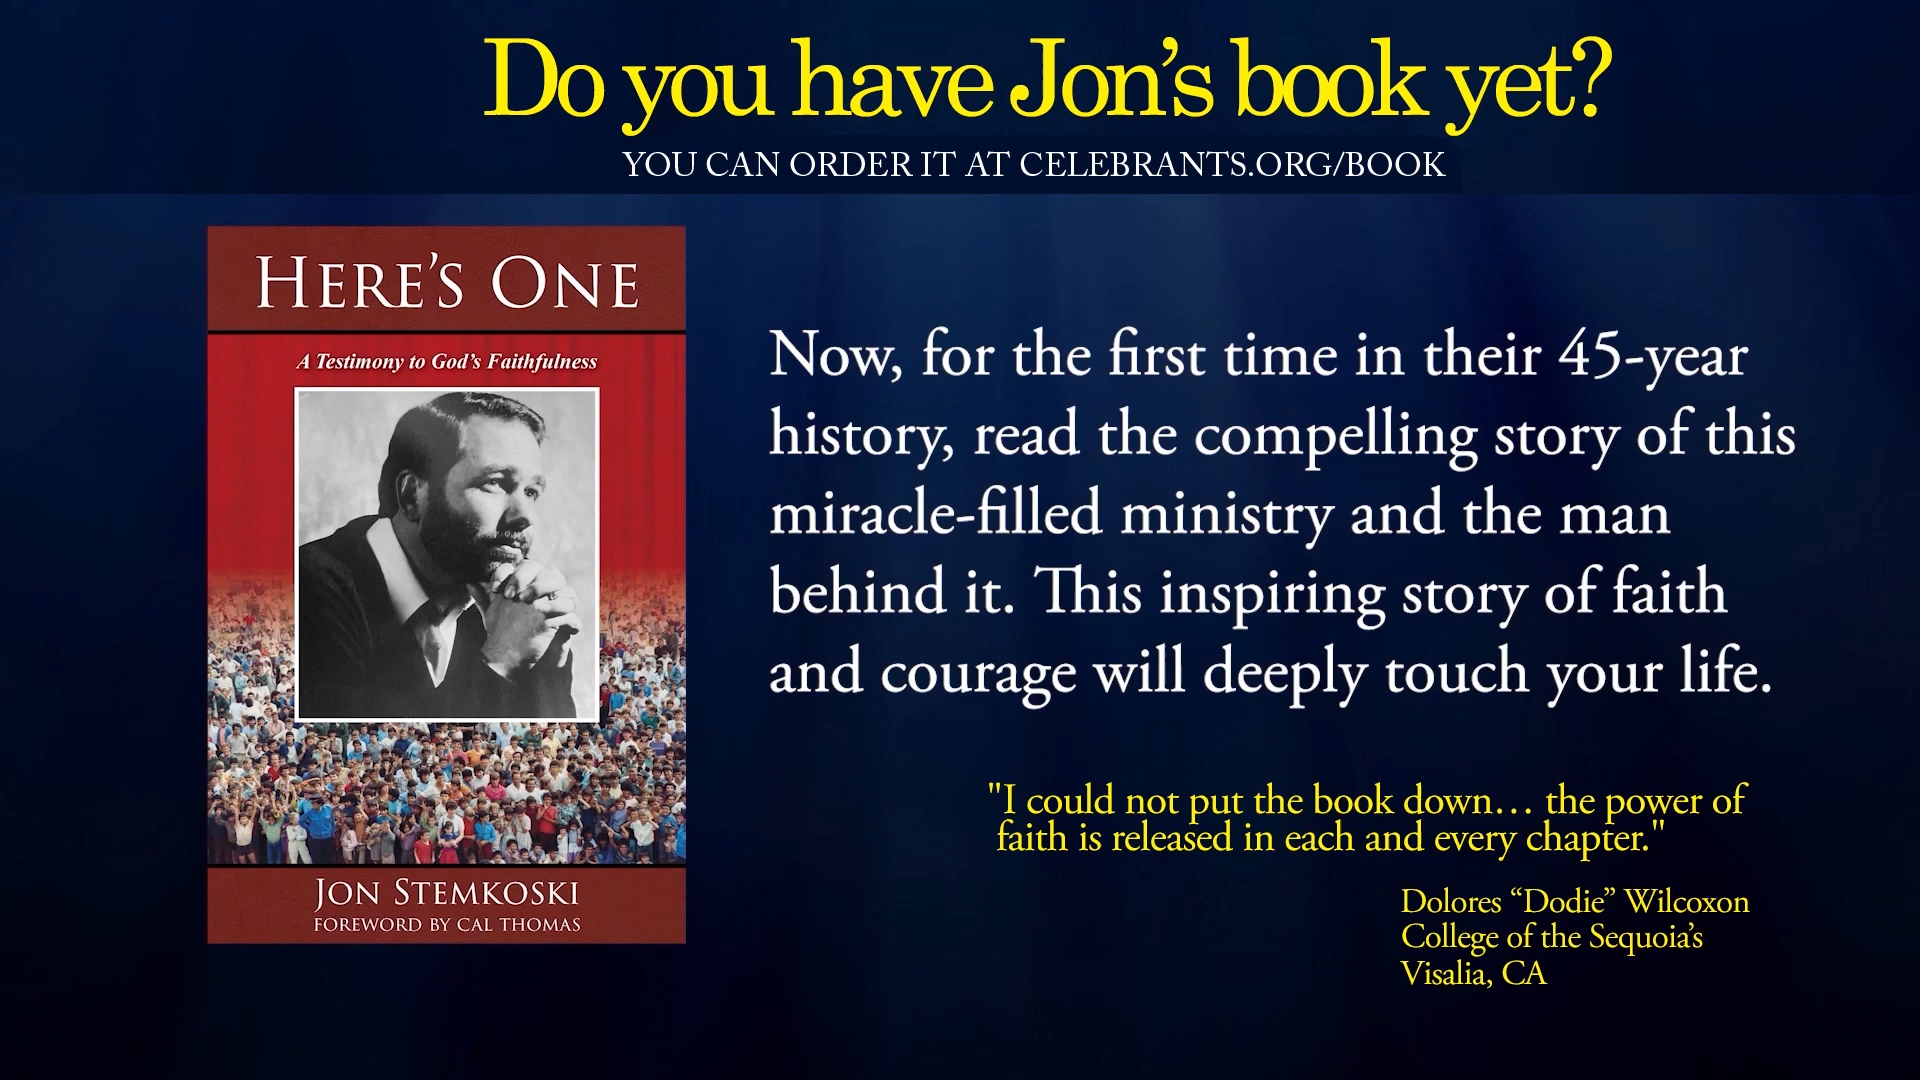 Do you have Jon’s book yet?
YOU CAN ORDER IT AT CELEBRANTS.ORG/BOOK
HERE’S ONE
A Testimony to God’s Faithfulness
JON STEMKOSKI
FOREWORD BY CAL THOMAS
Now, for the first time in their 45-year
history, read the compelling story of this
miracle-filled ministry and the man
behind it. This inspiring story of faith
and courage will deeply touch your life.
"I could not put the book down… the power of
faith is released in each and every chapter."
Dolores “Dodie” Wilcoxon
College of the Sequoia’s
Visalia, CA